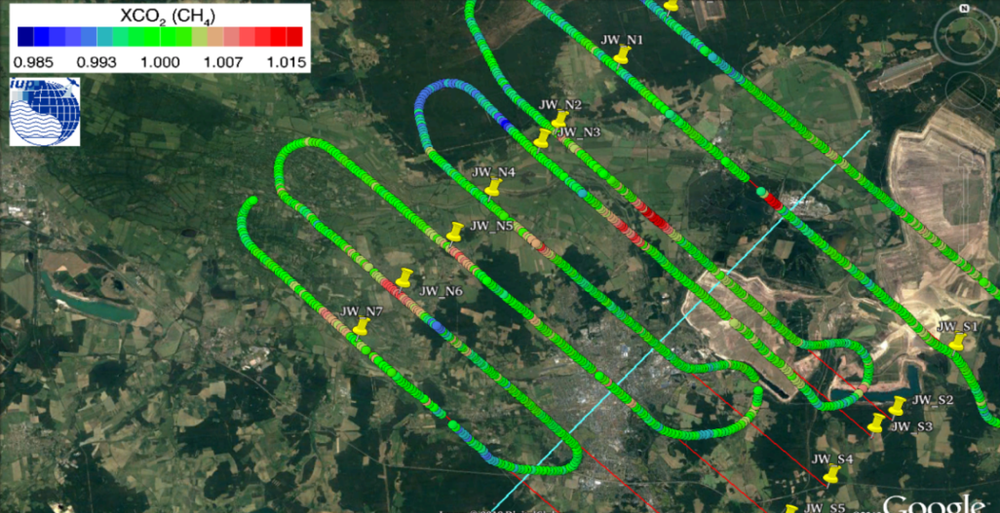 XCO₂ (CH₄)
0.985 0.993 1.000 1.007 1.015
iup
N
JW_N1
JW_N2
JW_N3
JW_N4
JW_N5
JW_N6
JW_N7
JW_S1
JW_S2
JW_S3
JW_S4
JW_S5
Google